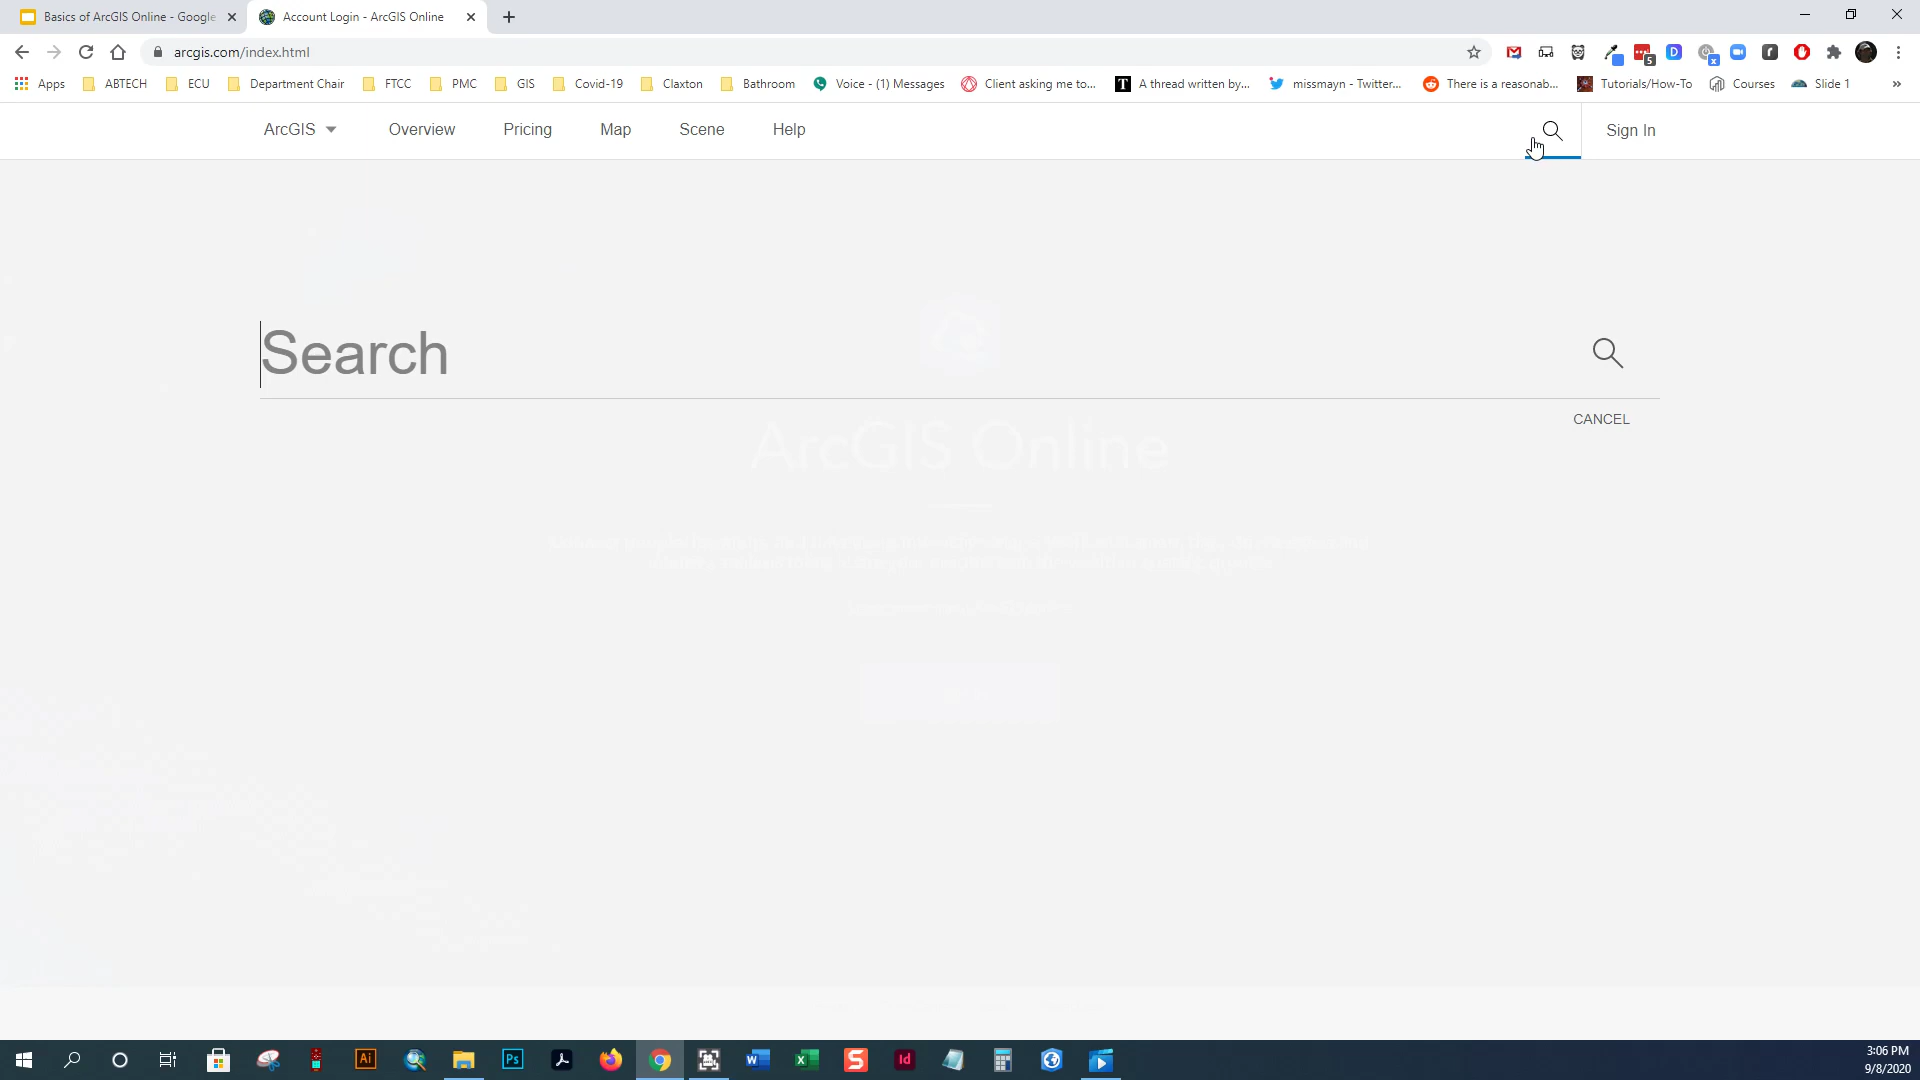 Basics of ArcGIS Online - Google
Account Login - ArcGIS Online
arcgis.com/index.html
5
Apps
ABTECH
ECU
Department Chair
FTCC
PMC
GIS
Covid-19
Claxton
Bathroom
Voice - (1) Messages
Client asking me to...
A thread written by...
missmayn - Twitter...
There is a reasonab...
Tutorials/How-To
Courses
Slide 1
»
ArcGIS
Overview
Pricing
Map
Scene
Help
Sign In
Search
CANCEL
ArcGIS Online
3:06 PM
9/8/2020